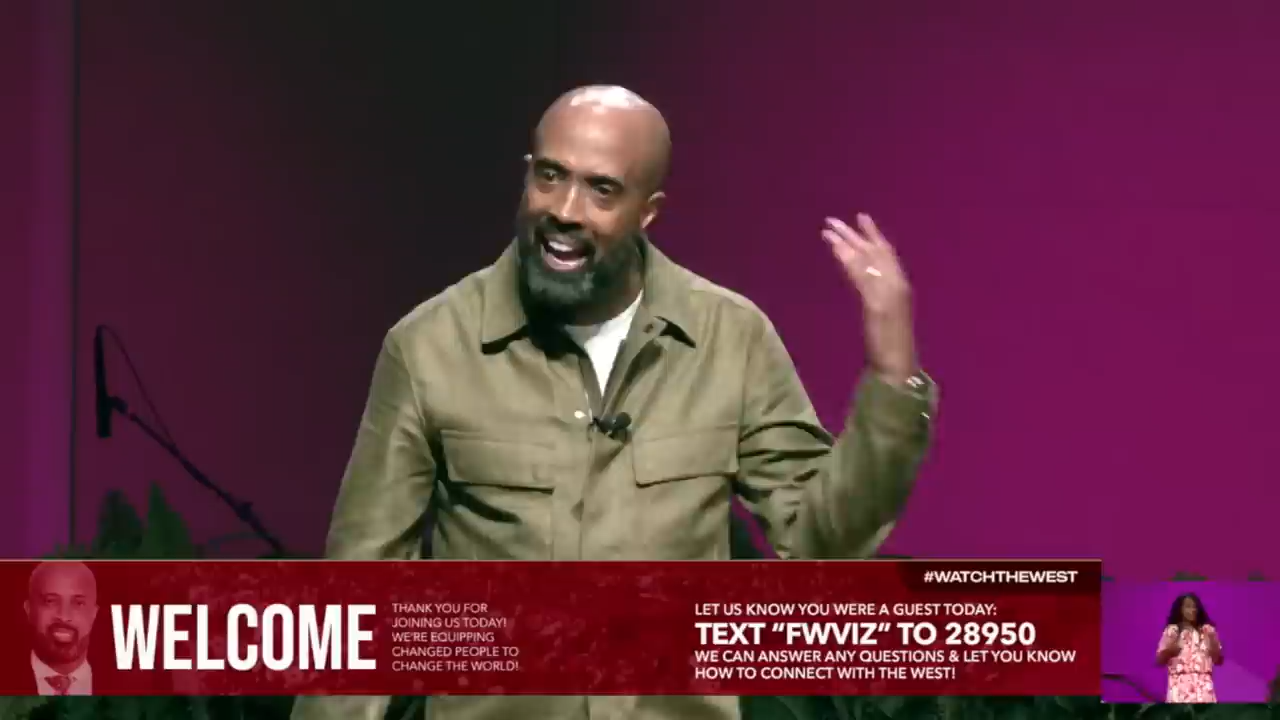 #WATCHTHEWEST
WELCOME
THANK YOU FOR
JOINING US TODAY!
WE'RE EQUIPPING
CHANGED PEOPLE TO
CHANGE THE WORLD!
LET US KNOW YOU WERE A GUEST TODAY:
TEXT “FWVIZ” TO 28950
WE CAN ANSWER ANY QUESTIONS & LET YOU KNOW
HOW TO CONNECT WITH THE WEST!